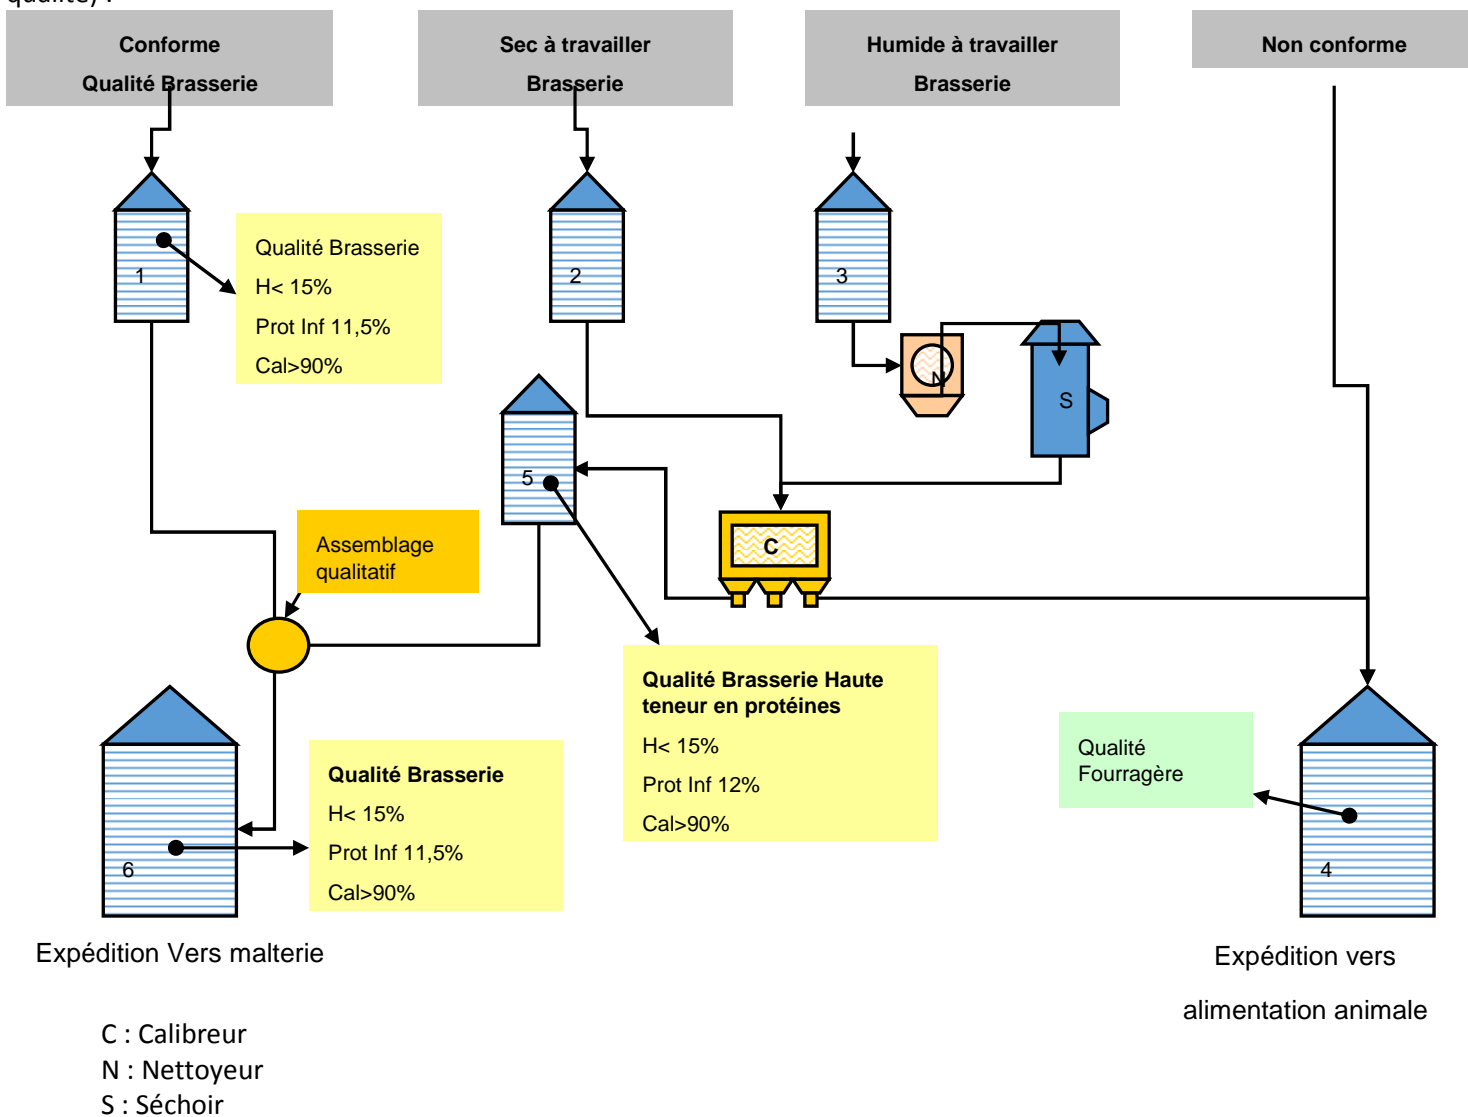 qualité) :
Conforme
Qualité Brasserie
Sec à travailler
Brasserie
Humide à travailler
Brasserie
Non conforme
1
Qualité Brasserie
H< 15%
Prot Inf 11,5%
Cal>90%
2
3
N
S
5
C
Assemblage
qualitatif
Qualité Brasserie Haute
teneur en protéines
H< 15%
Prot Inf 12%
Cal>90%
6
Qualité Brasserie
H< 15%
Prot Inf 11,5%
Cal>90%
Qualité
Fourragère
4
Expédition Vers malterie
Expédition vers
alimentation animale
C : Calibreur
N : Nettoyeur
S : Séchoir